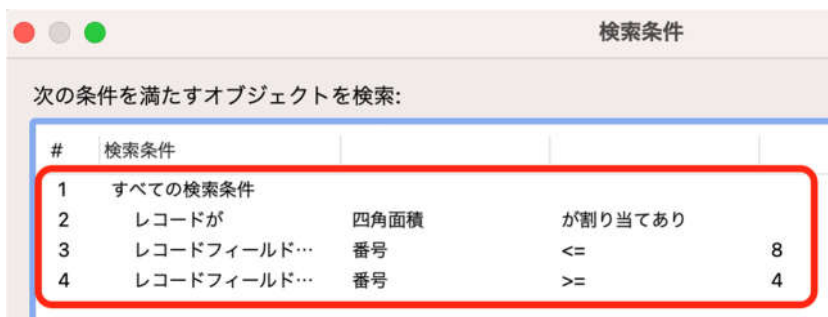 検索条件
次の条件を満たすオブジェクトを検索:
# 検索条件
1 すべての検索条件
2 レコードが 四角面積 が割り当てあり
3 レコードフィールド… 番号 <= 8
4 レコードフィールド… 番号 >= 4